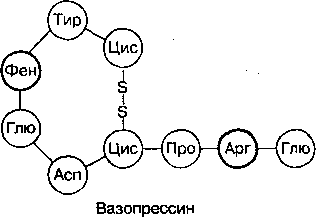 Тир
Цис
Фен
S
S
Глю
Асп
Цис
Про
Арг
Глю
Вазопрессин